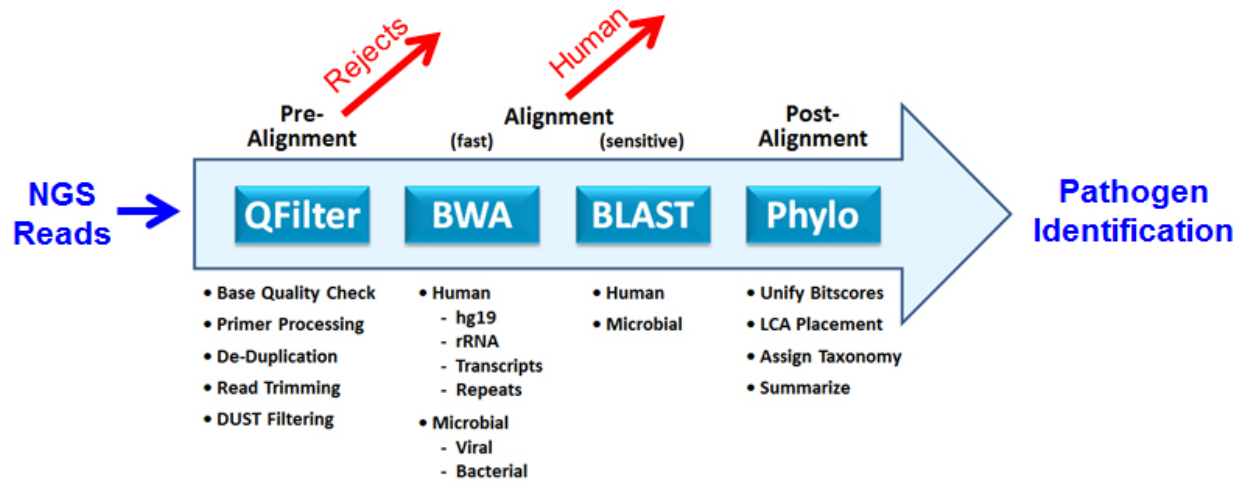 Rejects
Human
Pre-
Alignment
Alignment
(fast)
(sensitive)
Post-
Alignment
NGS
Reads
QFilter
BWA
BLAST
Phylo
Pathogen
Identification
• Base Quality Check
• Primer Processing
• De-Duplication
• Read Trimming
• DUST Filtering
• Human
- hg19
- rRNA
- Transcripts
- Repeats
• Microbial
- Viral
- Bacterial
• Human
• Microbial
• Unify Bitscores
• LCA Placement
• Assign Taxonomy
• Summarize